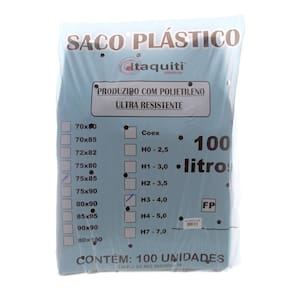 SACO PLÁSTICO
itaquiti
PRODUZIDO COM POLIETILENO
ULTRA RESISTENTE
70x80
70x85
72x82
75x80
75x85
75x90
80x90
85x95
90x90
Coex
H0 - 2,5
H1 - 3,0
H2 - 3,5
H3 - 4,0
H4 - 5,0
H7 - 7,0
100
litros
FP
CONTÉM: 100 UNIDADES